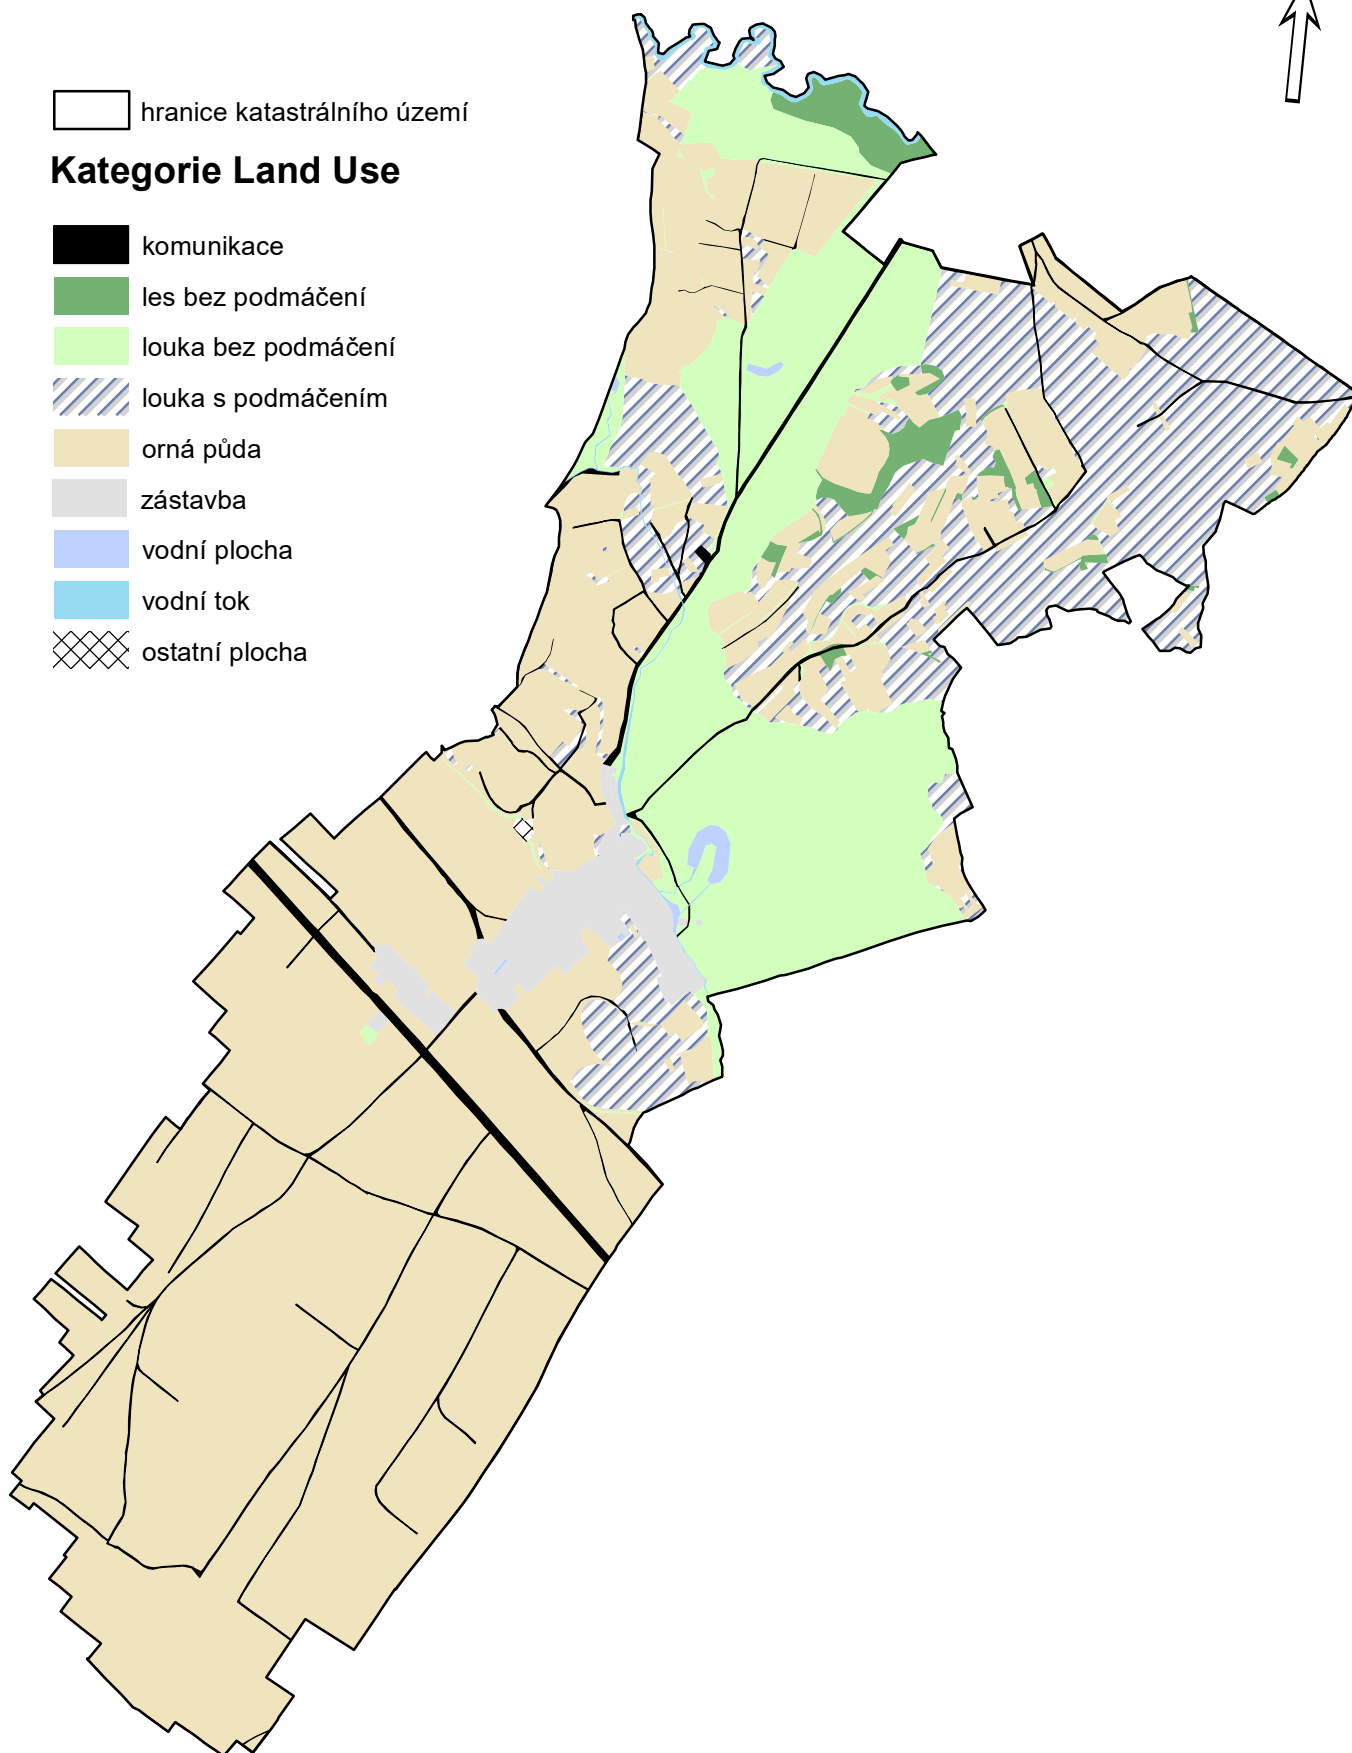 hranice katastrálního území
Kategorie Land Use
komunikace
les bez podmáčení
louka bez podmáčení
louka s podmáčením
orná půda
zástavba
vodní plocha
vodní tok
ostatní plocha